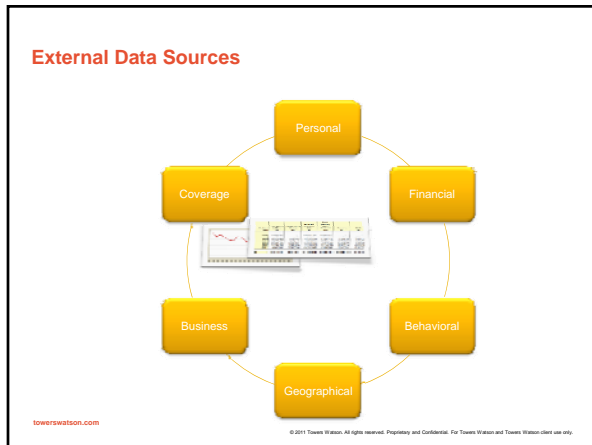 External Data Sources
Personal
Coverage
Financial
Business
Behavioral
Geographical
towerswatson.com
© 2011 Towers Watson. All rights reserved. Proprietary and Confidential. For Towers Watson and Towers Watson client use only.